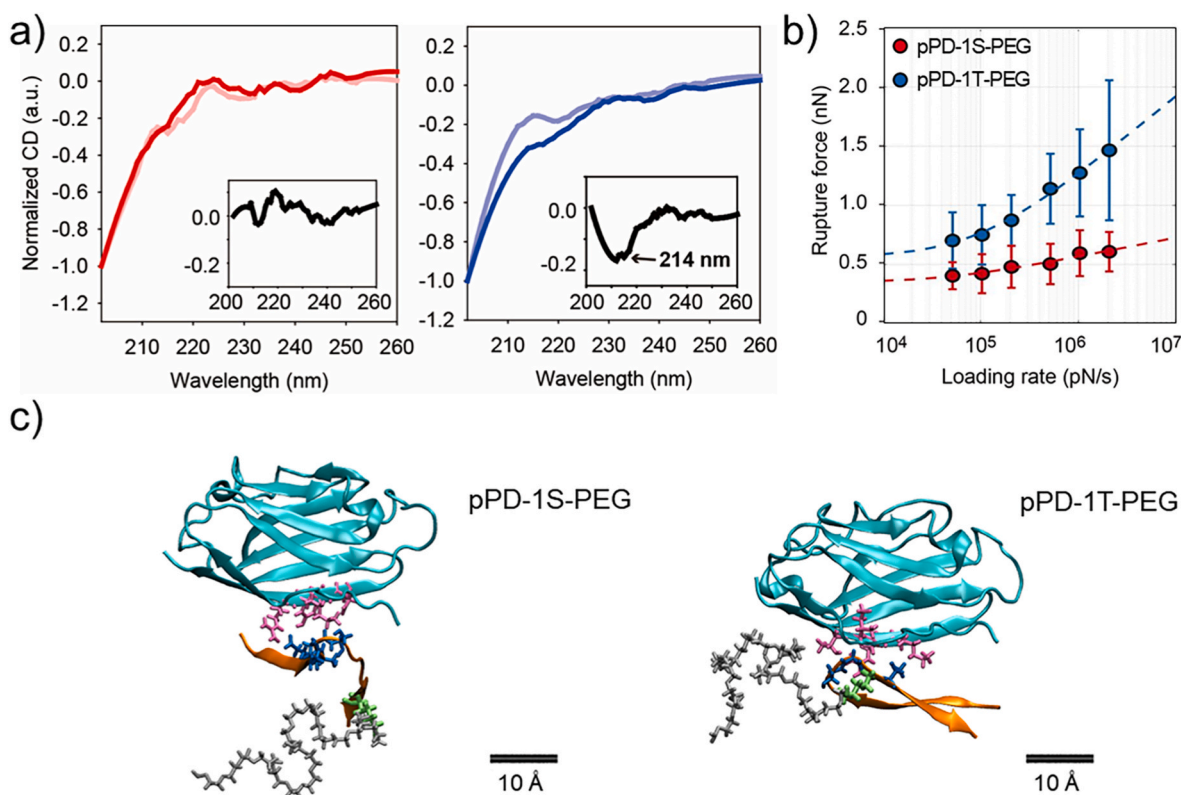 a)
Normalized CD (a.u.)
0.2
0.0
-0.2
-0.4
-0.6
-0.8
-1.0
-1.2
210 220 230 240 250 260
Wavelength (nm)
0.0
-0.2
200 220 240 260
0.2
0.0
-0.2
-0.4
-0.6
-0.8
-1.0
-1.2
210 220 230 240 250 260
Wavelength (nm)
0.0
-0.2
214 nm
200 220 240 260
b)
Rupture force (nN)
2.5
2.0
1.5
1.0
0.5
0
pPD-1S-PEG
pPD-1T-PEG
10⁴ 10⁵ 10⁶ 10⁷
Loading rate (pN/s)
c)
pPD-1S-PEG
10 Å
pPD-1T-PEG
10 Å